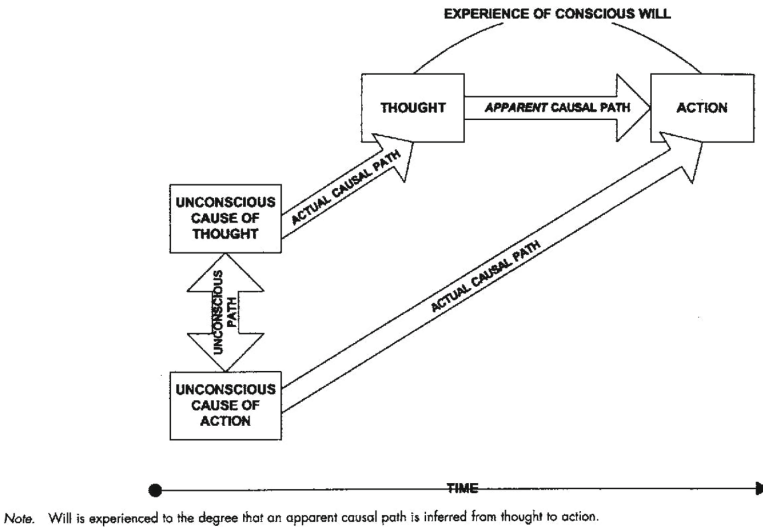 EXPERIENCE OF CONSCIOUS WILL
THOUGHT
APPARENT CAUSAL PATH
ACTION
ACTUAL CAUSAL PATH
UNCONSCIOUS
CAUSE OF
THOUGHT
UNCONSCIOUS
PATH
ACTUAL CAUSAL PATH
UNCONSCIOUS
CAUSE OF
ACTION
TIME
Note. Will is experienced to the degree that an apparent causal path is inferred from thought to action.